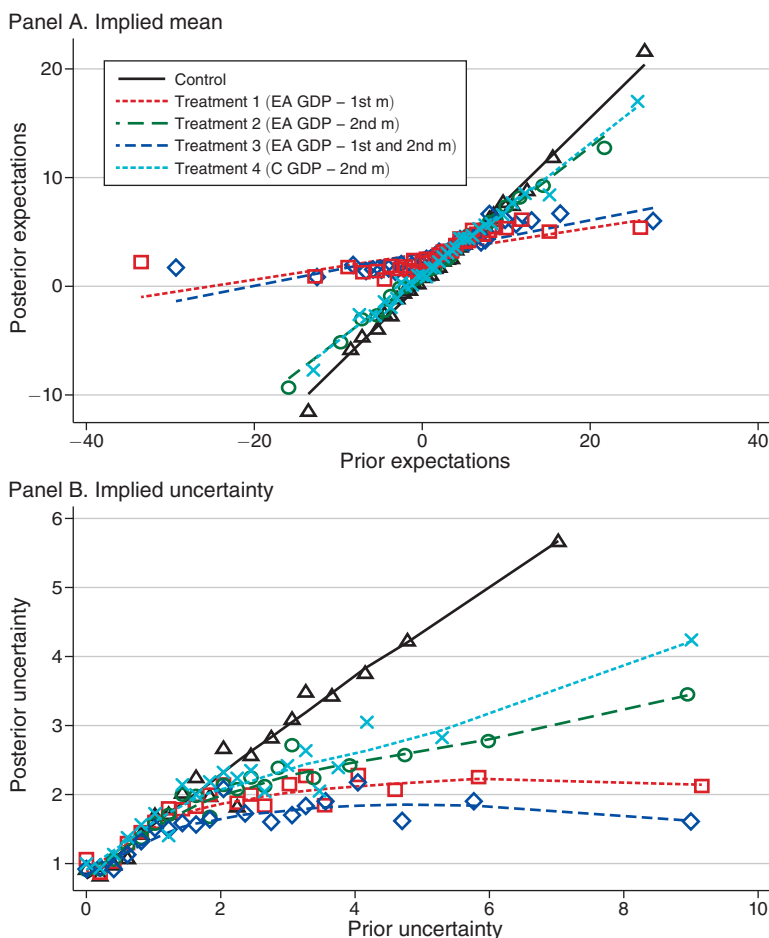 Panel A. Implied mean
20
10
0
−10
Posterior expectations
Control
Treatment 1 (EA GDP − 1st m)
Treatment 2 (EA GDP − 2nd m)
Treatment 3 (EA GDP − 1st and 2nd m)
Treatment 4 (C GDP − 2nd m)
−40 −20 0 20 40
Prior expectations
Panel B. Implied uncertainty
6
5
4
3
2
1
Posterior uncertainty
0 2 4 6 8 10
Prior uncertainty